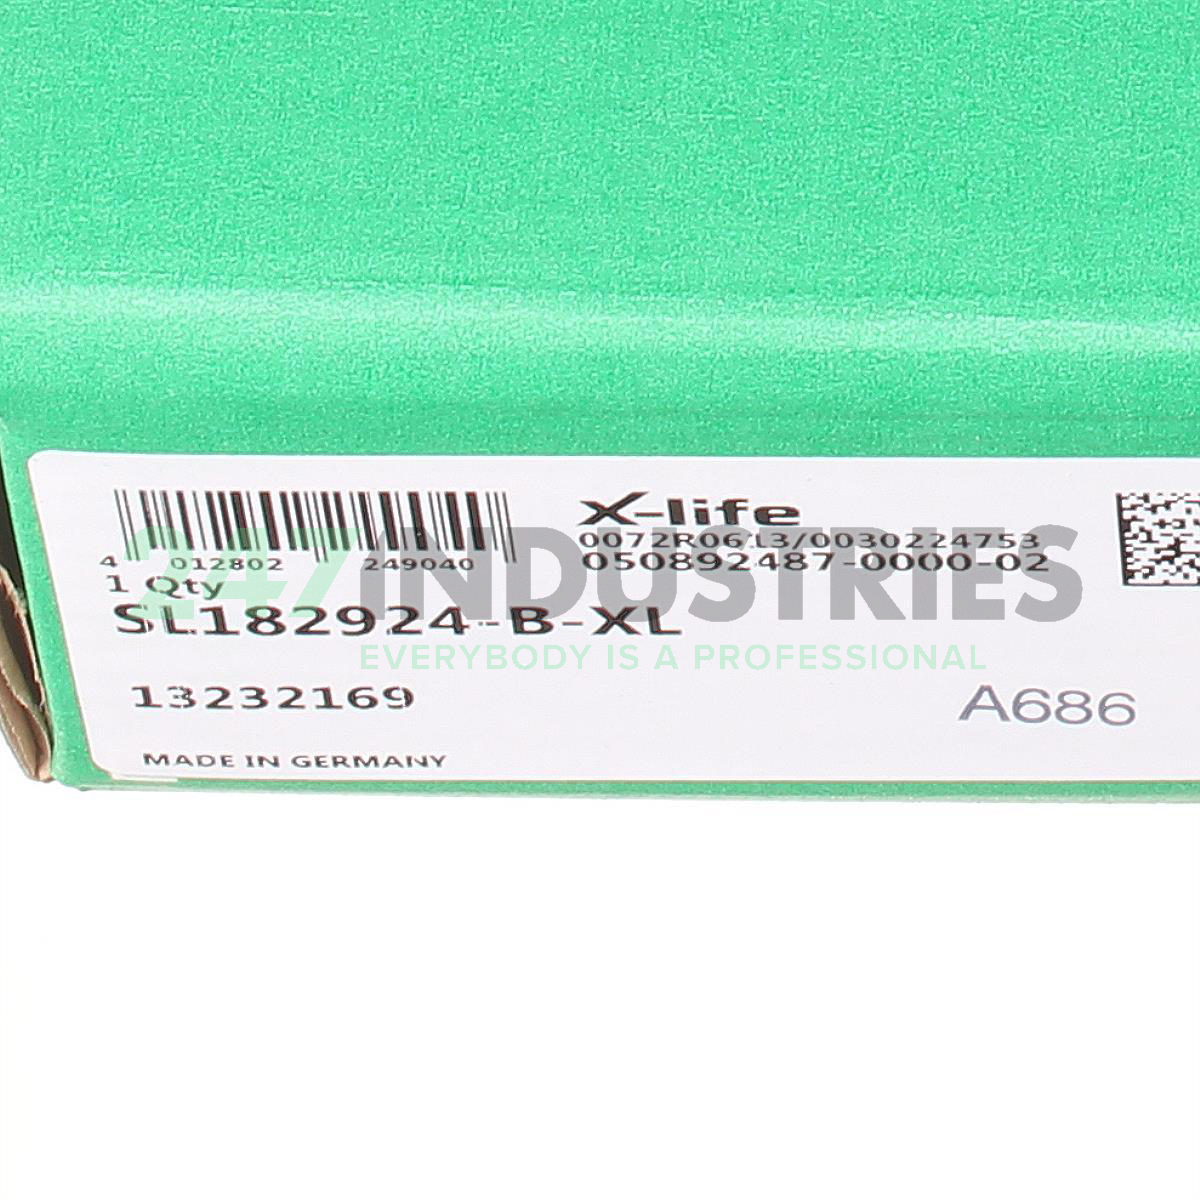 X-life
0072R0613/0030224753
050892487-0000-02
4 012802 249040
1 Qty
SL182924-B-XL
247INDUSTRIES
EVERYBODY IS A PROFESSIONAL
13232169
A686
MADE IN GERMANY